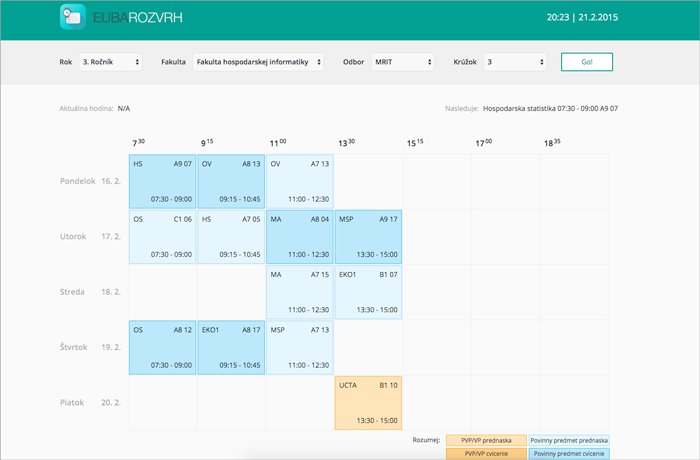 EUBAROZVRH 20:23 | 21.2.2015
Rok 3. Ročník Fakulta Fakulta hospodarskej informatiky Odbor MRIT Krúžok 3 Go!
Aktuálna hodina: N/A Nasleduje: Hospodarska statistika 07:30 - 09:00 A9 07
7 30 9 15 11 00 13 30 15 15 17 00 18 35
HS A9 07 OV A8 13 OV A7 13
Pondelok 16. 2.
07:30 - 09:00 09:15 - 10:45 11:00 - 12:30
OS C1 06 HS A7 05 MA A8 04 MSP A9 17
Utorok 17. 2.
07:30 - 09:00 09:15 - 10:45 11:00 - 12:30 13:30 - 15:00
MA A7 15 EKO1 B1 07
Streda 18. 2.
11:00 - 12:30 13:30 - 15:00
OS A8 12 EKO1 A8 17 MSP A7 13
Štvrtok 19. 2.
07:30 - 09:00 09:15 - 10:45 11:00 - 12:30
UCTA B1 10
Piatok 20. 2.
13:30 - 15:00
Rozumej: PVP/VP prednaska Povinny predmet prednaska
PVP/VP cvicenie Povinny predmet cvicenie